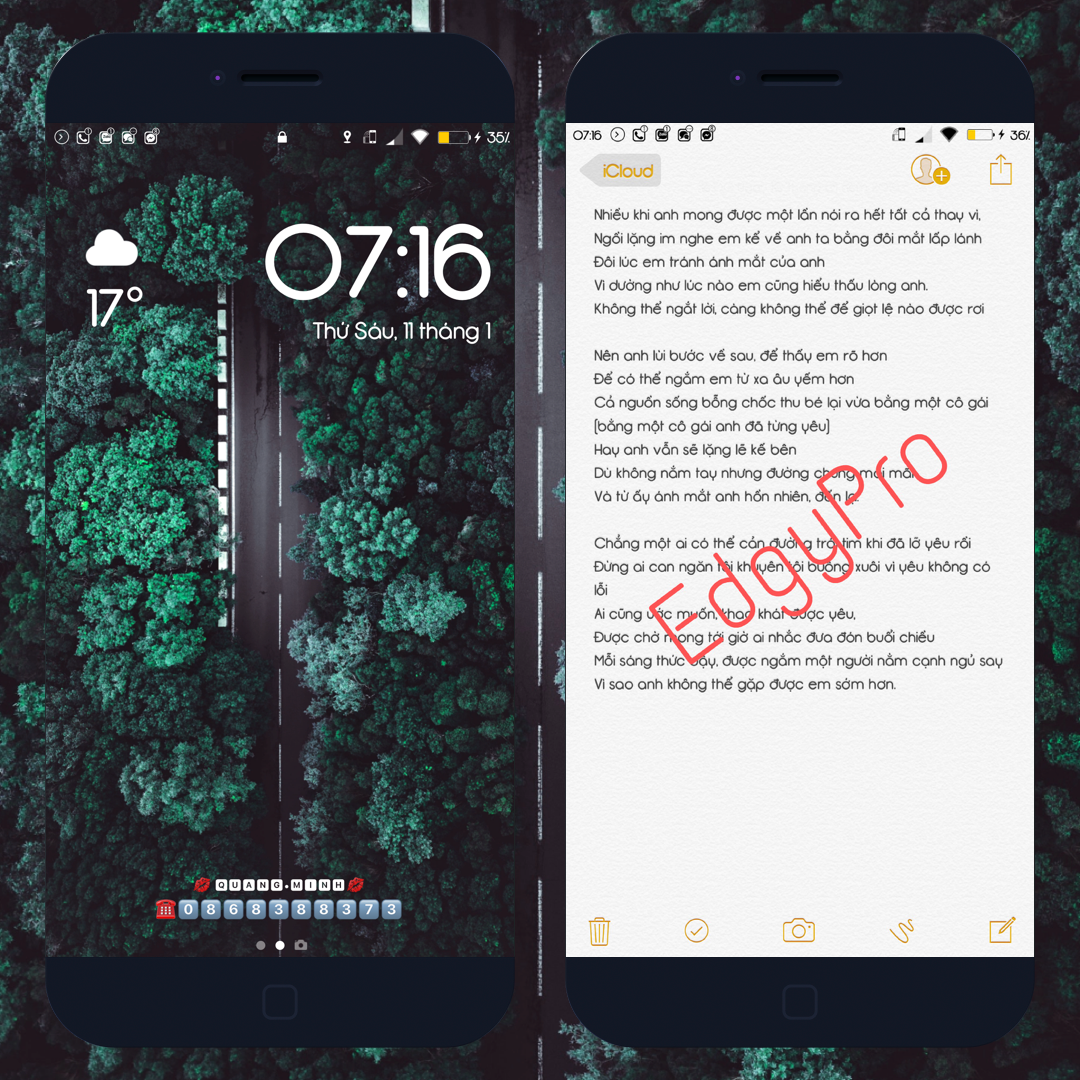 35%
07:16
17°
Thứ Sáu, 11 tháng 1
QUANG•MINH
0868388373
07:16 36%
iCloud
Nhiều khi anh mong được một lần nói ra hết tất cả thay vì,
Ngồi lặng im nghe em kể về anh ta bằng đôi mắt lấp lánh
Đôi lúc em tránh ánh mắt của anh
Vì dường như lúc nào em cũng hiểu thấu lòng anh.
Không thể ngắt lời, càng không thể để giọt lệ nào được rơi
Nên anh lùi bước về sau, để thấy em rõ hơn
Để có thể ngắm em từ xa âu yếm hơn
Cả nguồn sống bỗng chốc thu bé lại vừa bằng một cô gái
(bằng một cô gái anh đã từng yêu)
Hay anh vẫn sẽ lặng lẽ kế bên
Dù không nắm tay nhưng đường chung mãi mãi
Và từ ấy ánh mắt anh hồn nhiên, đến lạ.
Chẳng một ai có thể cản đường trái tim khi đã lỡ yêu rồi
Đừng ai can ngăn tôi khuyên tôi buông xuôi vì yêu không có
lỗi
Ai cũng ước muốn, khao khát được yêu,
Được chờ mong tới giờ ai nhắc đưa đón buổi chiều
Mỗi sáng thức dậy, được ngắm một người nằm cạnh ngủ say
Vì sao anh không thể gặp được em sớm hơn.
EdgyPro